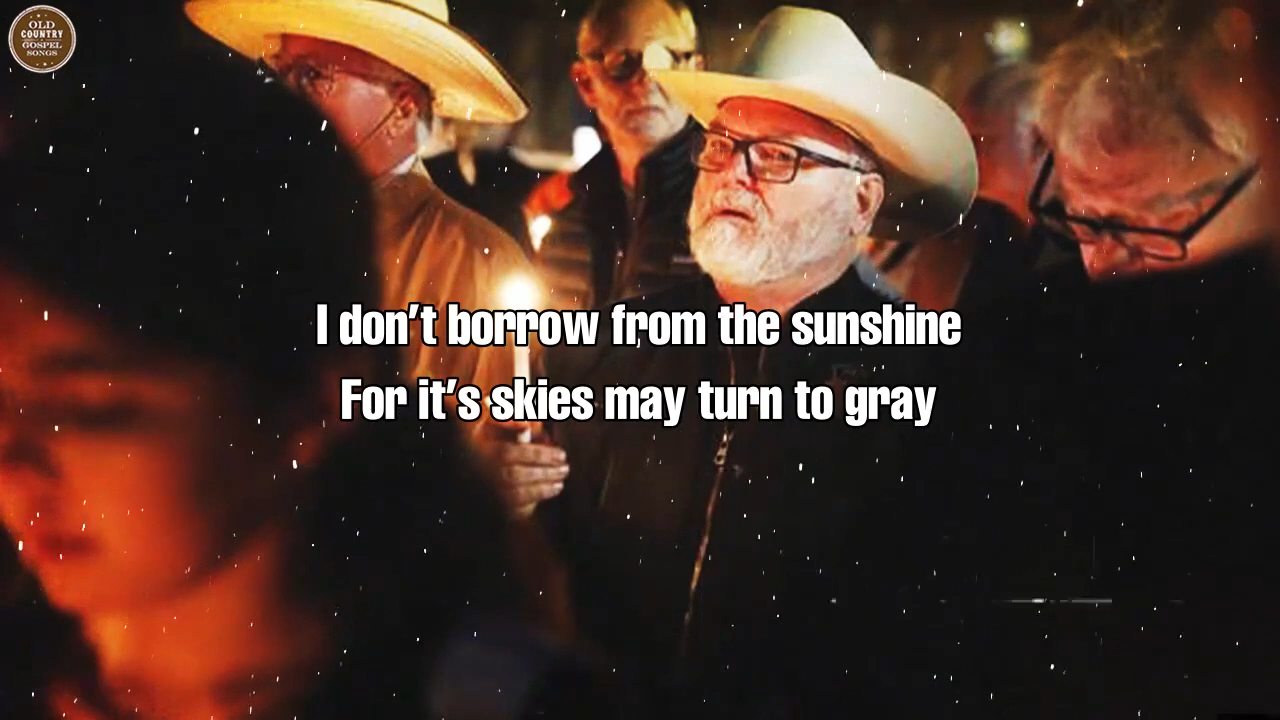 OLD
COUNTRY
GOSPEL
SONGS
I don't borrow from the sunshine
For it's skies may turn to gray